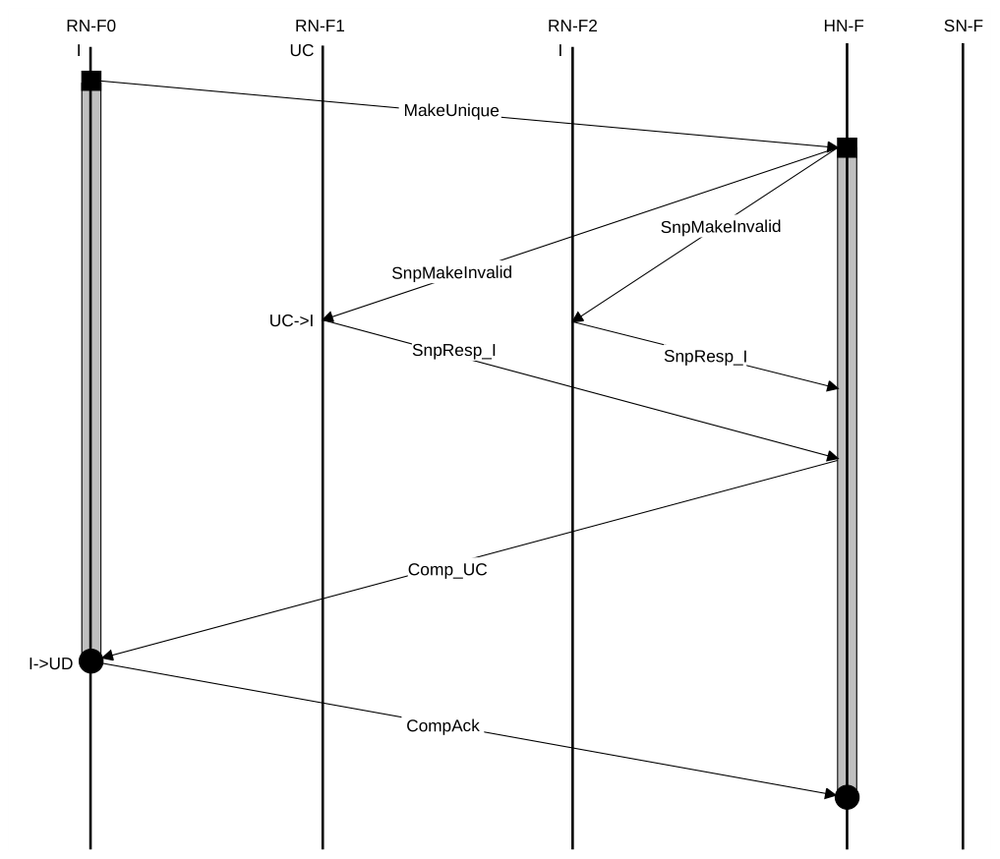 RN-F0 RN-F1 RN-F2 HN-F SN-F
I UC I
MakeUnique
SnpMakeInvalid
SnpMakeInvalid
UC->I
SnpResp_I
SnpResp_I
Comp_UC
I->UD
CompAck